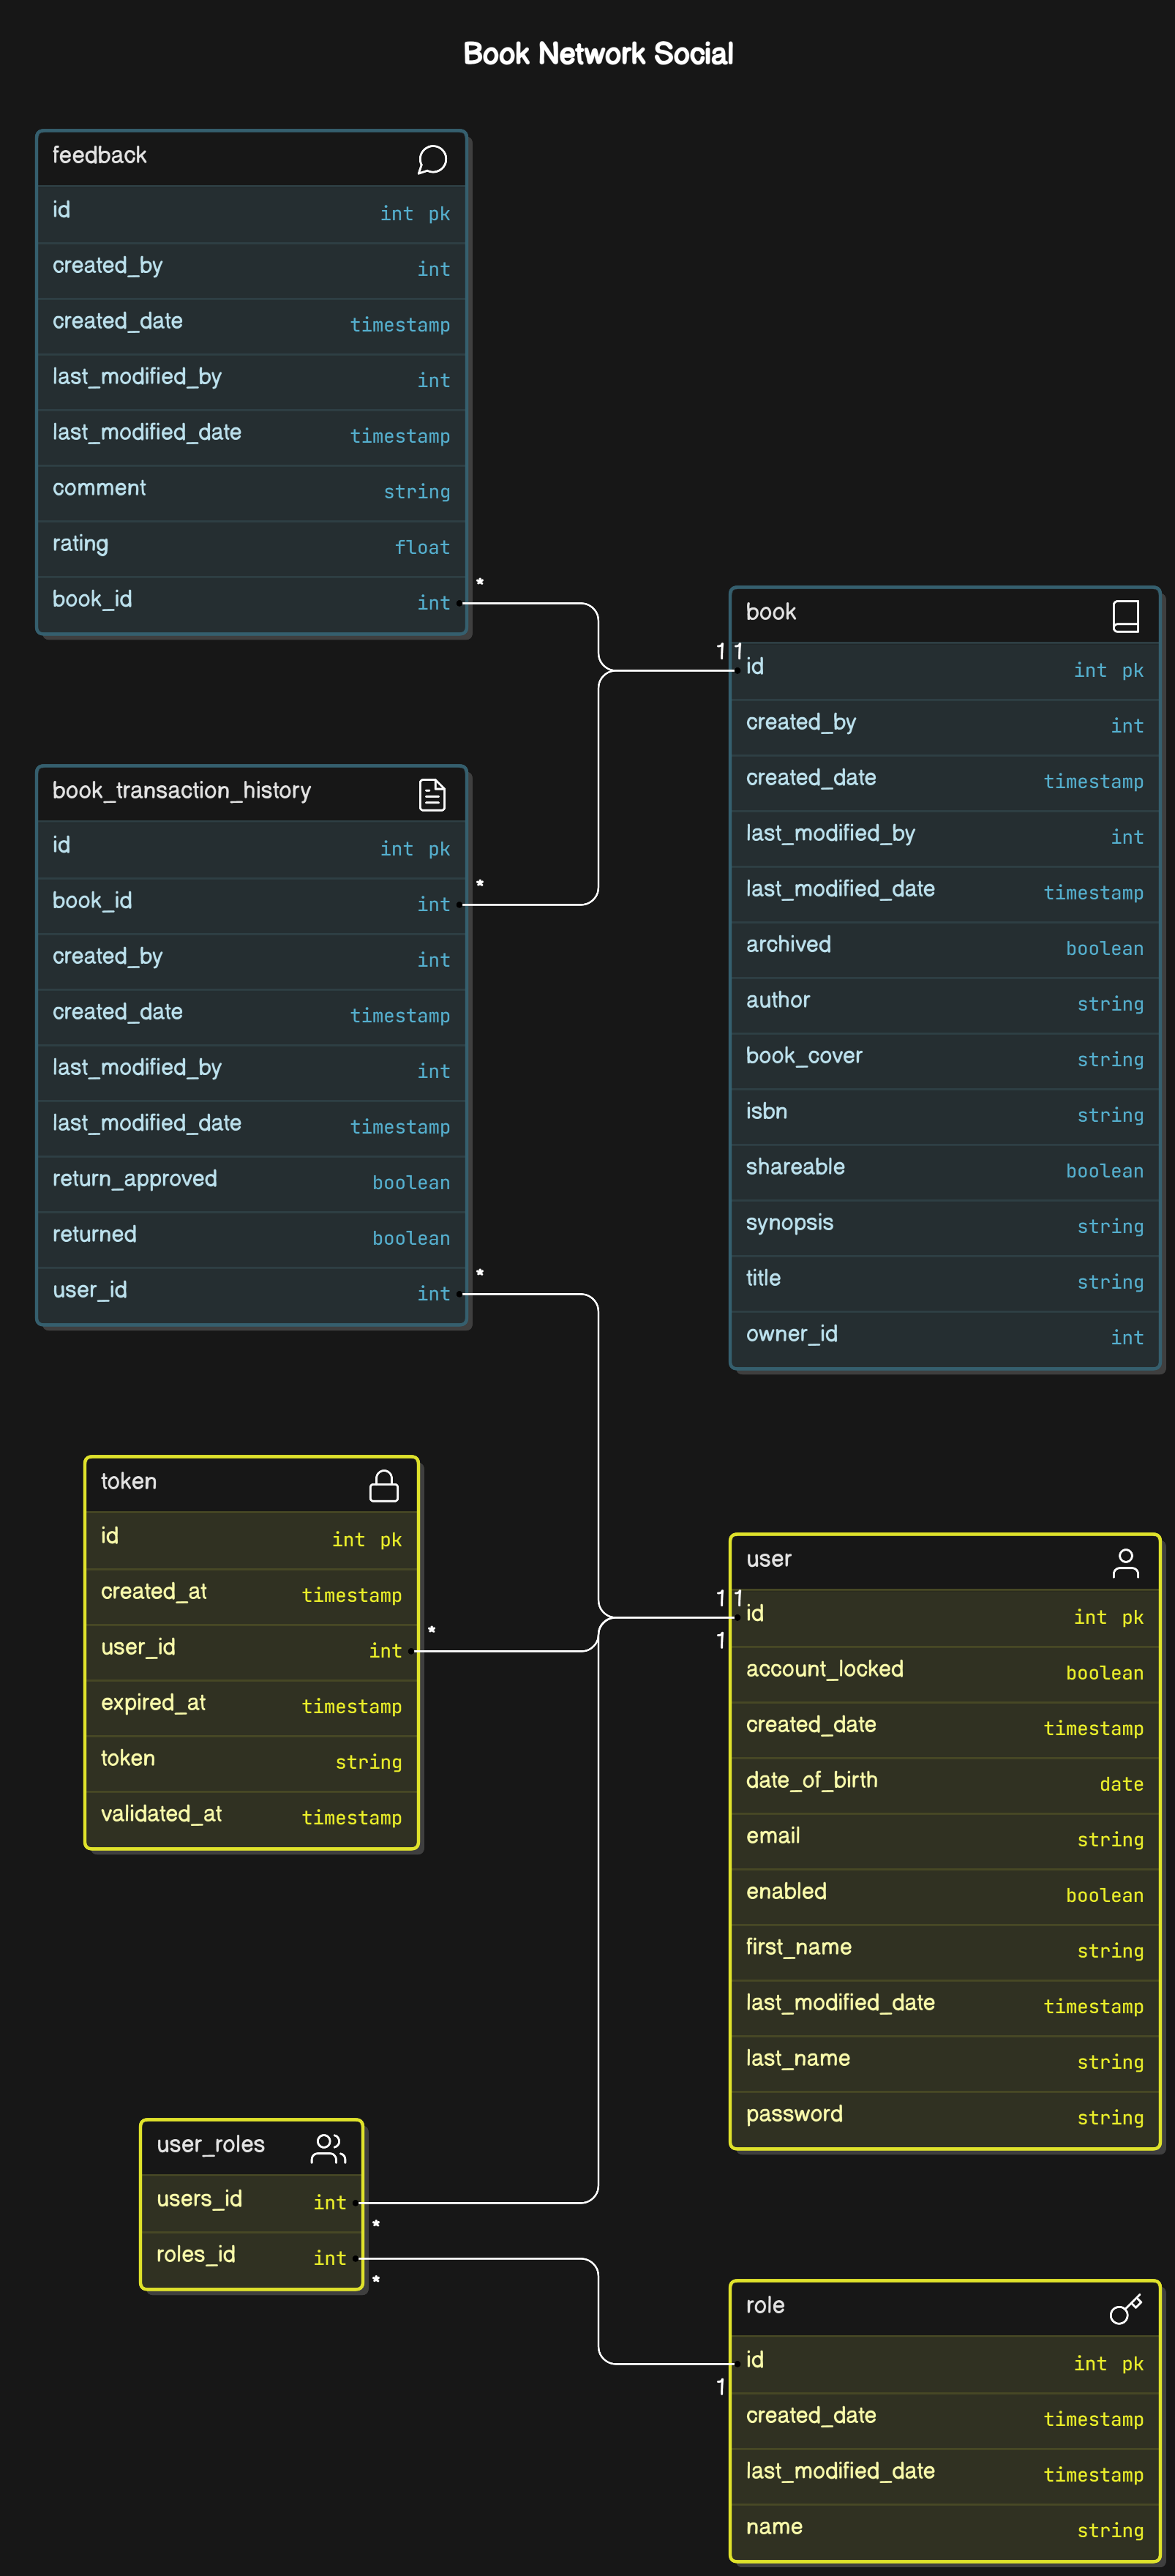 Book Network Social
feedback
id int pk
created_by int
created_date timestamp
last_modified_by int
last_modified_date timestamp
comment string
rating float
book_id int
*
book
1 1
id int pk
created_by int
created_date timestamp
last_modified_by int
last_modified_date timestamp
archived boolean
author string
book_cover string
isbn string
shareable boolean
synopsis string
title string
owner_id int
book_transaction_history
id int pk
*
book_id int
created_by int
created_date timestamp
last_modified_by int
last_modified_date timestamp
return_approved boolean
returned boolean
*
user_id int
token
id int pk
created_at timestamp
*
user_id int
expired_at timestamp
token string
validated_at timestamp
user
1 1
id int pk
1
account_locked boolean
created_date timestamp
date_of_birth date
email string
enabled boolean
first_name string
last_modified_date timestamp
last_name string
password string
user_roles
users_id int
*
roles_id int
*
role
id int pk
1
created_date timestamp
last_modified_date timestamp
name string